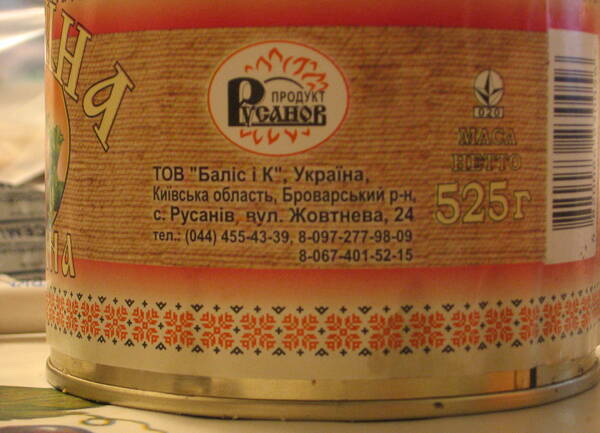 ПРОДУКТ
РУСАНОВ
ТОВ "Баліс і К", Україна,
Київська область, Броварський р-н,
с. Русанів, вул. Жовтнева, 24
тел.: (044) 455-43-39, 8-097-277-98-09
8-067-401-52-15
020
МАСА
НЕТТО
525г